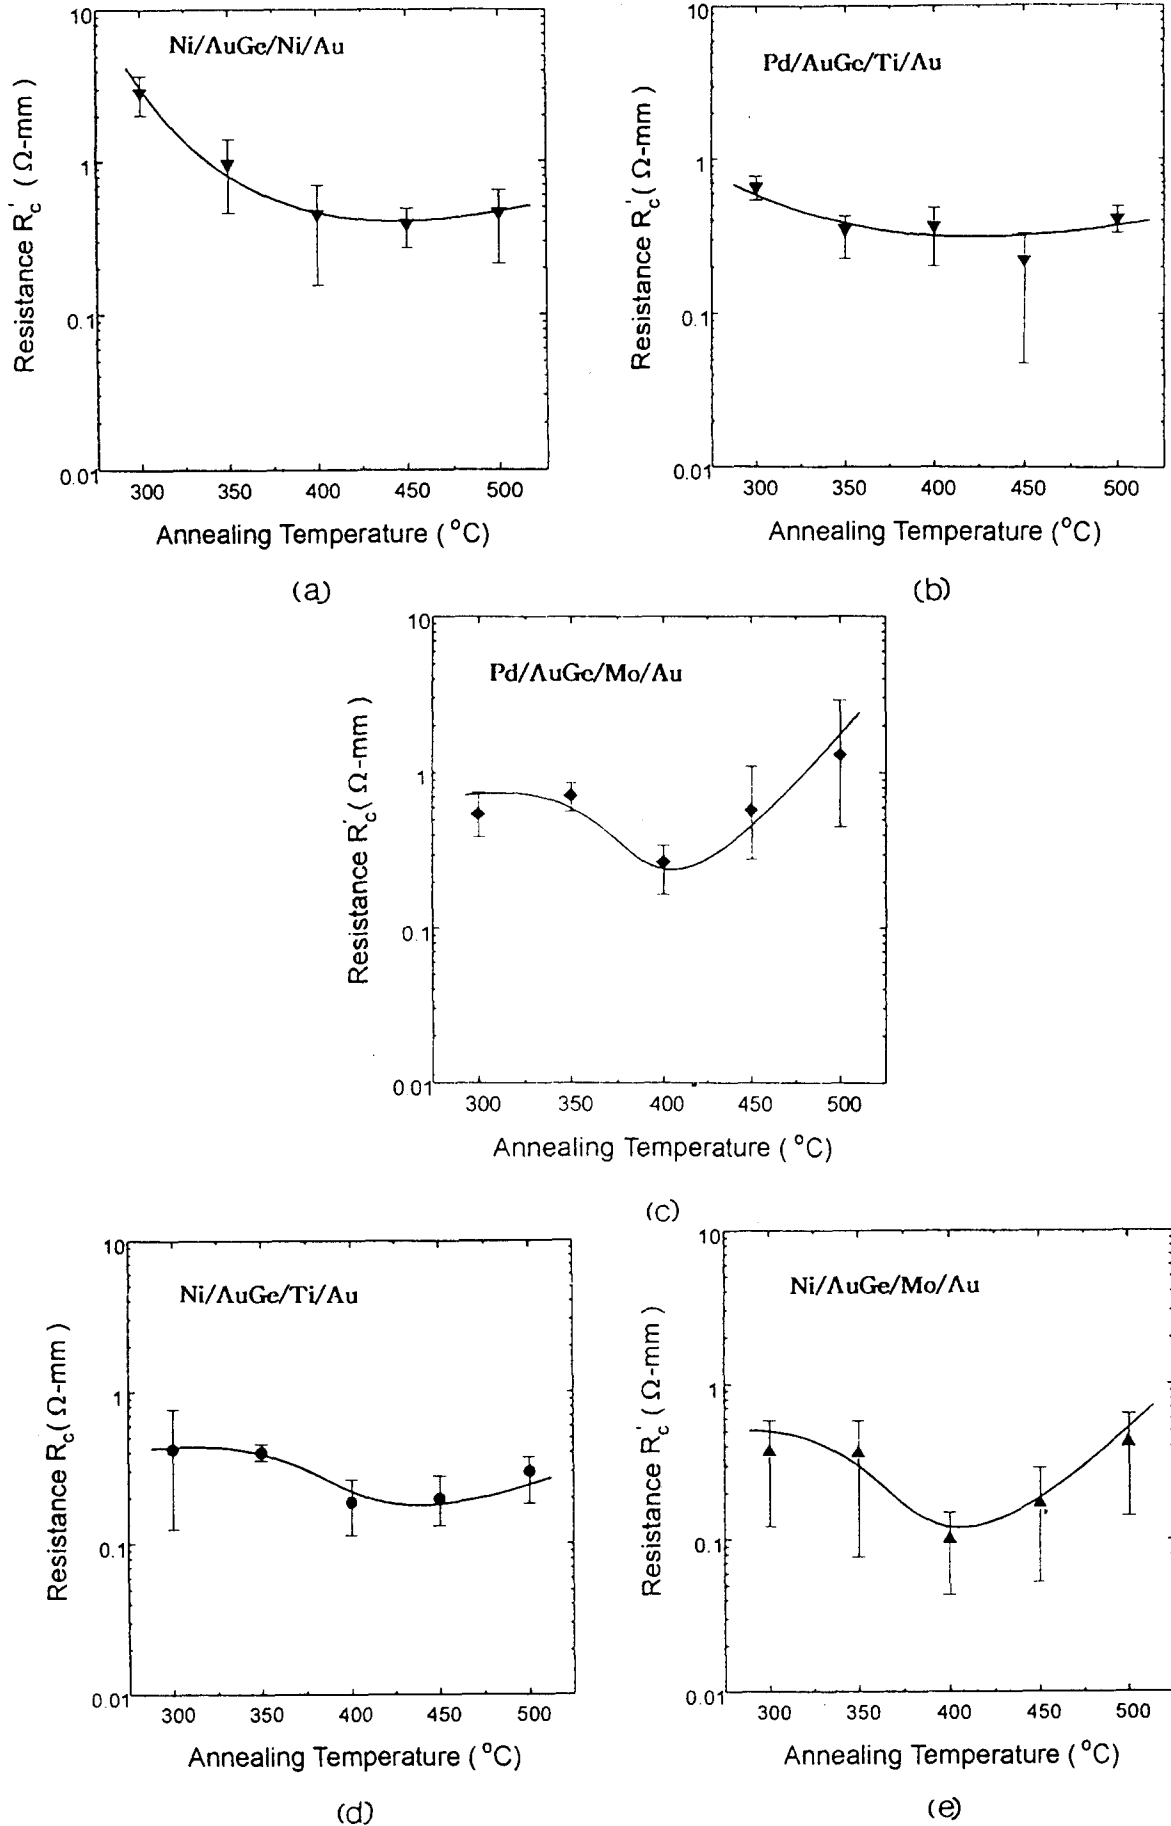 10
1
0.1
0.01
Resistance Rc' ( Ω-mm )
Ni/AuGe/Ni/Au
300 350 400 450 500
Annealing Temperature ( °C)
(a)
10
1
0.1
0.01
Resistance Rc' ( Ω-mm )
Pd/AuGe/Ti/Au
300 350 400 450 500
Annealing Temperature ( °C)
(b)
10
1
0.1
0.01
Resistance Rc' ( Ω-mm )
Pd/AuGe/Mo/Au
300 350 400 450 500
Annealing Temperature ( °C)
(c)
10
1
0.1
0.01
Resistance Rc ( Ω-mm )
Ni/AuGe/Ti/Au
300 350 400 450 500
Annealing Temperature ( °C)
(d)
10
1
0.1
0.01
Resistance Rc' ( Ω-mm )
Ni/AuGe/Mo/Au
300 350 400 450 500
Annealing Temperature ( °C)
(e)